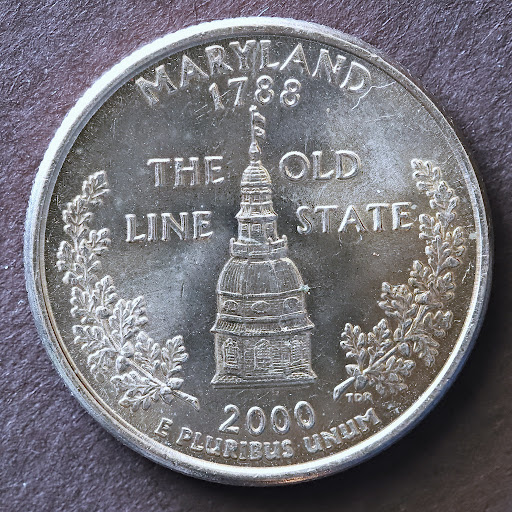 MARYLAND
1788
THE OLD
LINE STATE
TDR
2000
E PLURIBUS UNUM